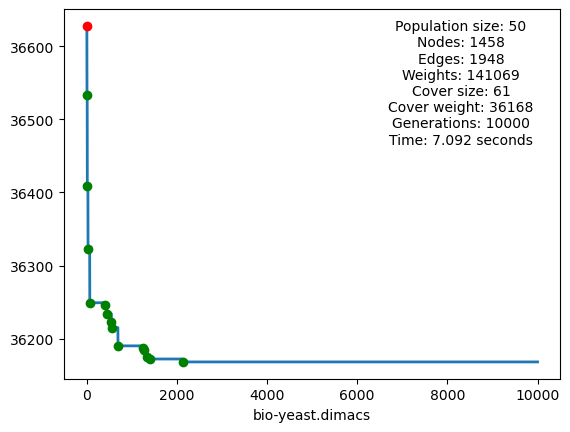 Population size: 50
Nodes: 1458
Edges: 1948
Weights: 141069
Cover size: 61
Cover weight: 36168
Generations: 10000
Time: 7.092 seconds
36600
36500
36400
36300
36200
0 2000 4000 6000 8000 10000
bio-yeast.dimacs